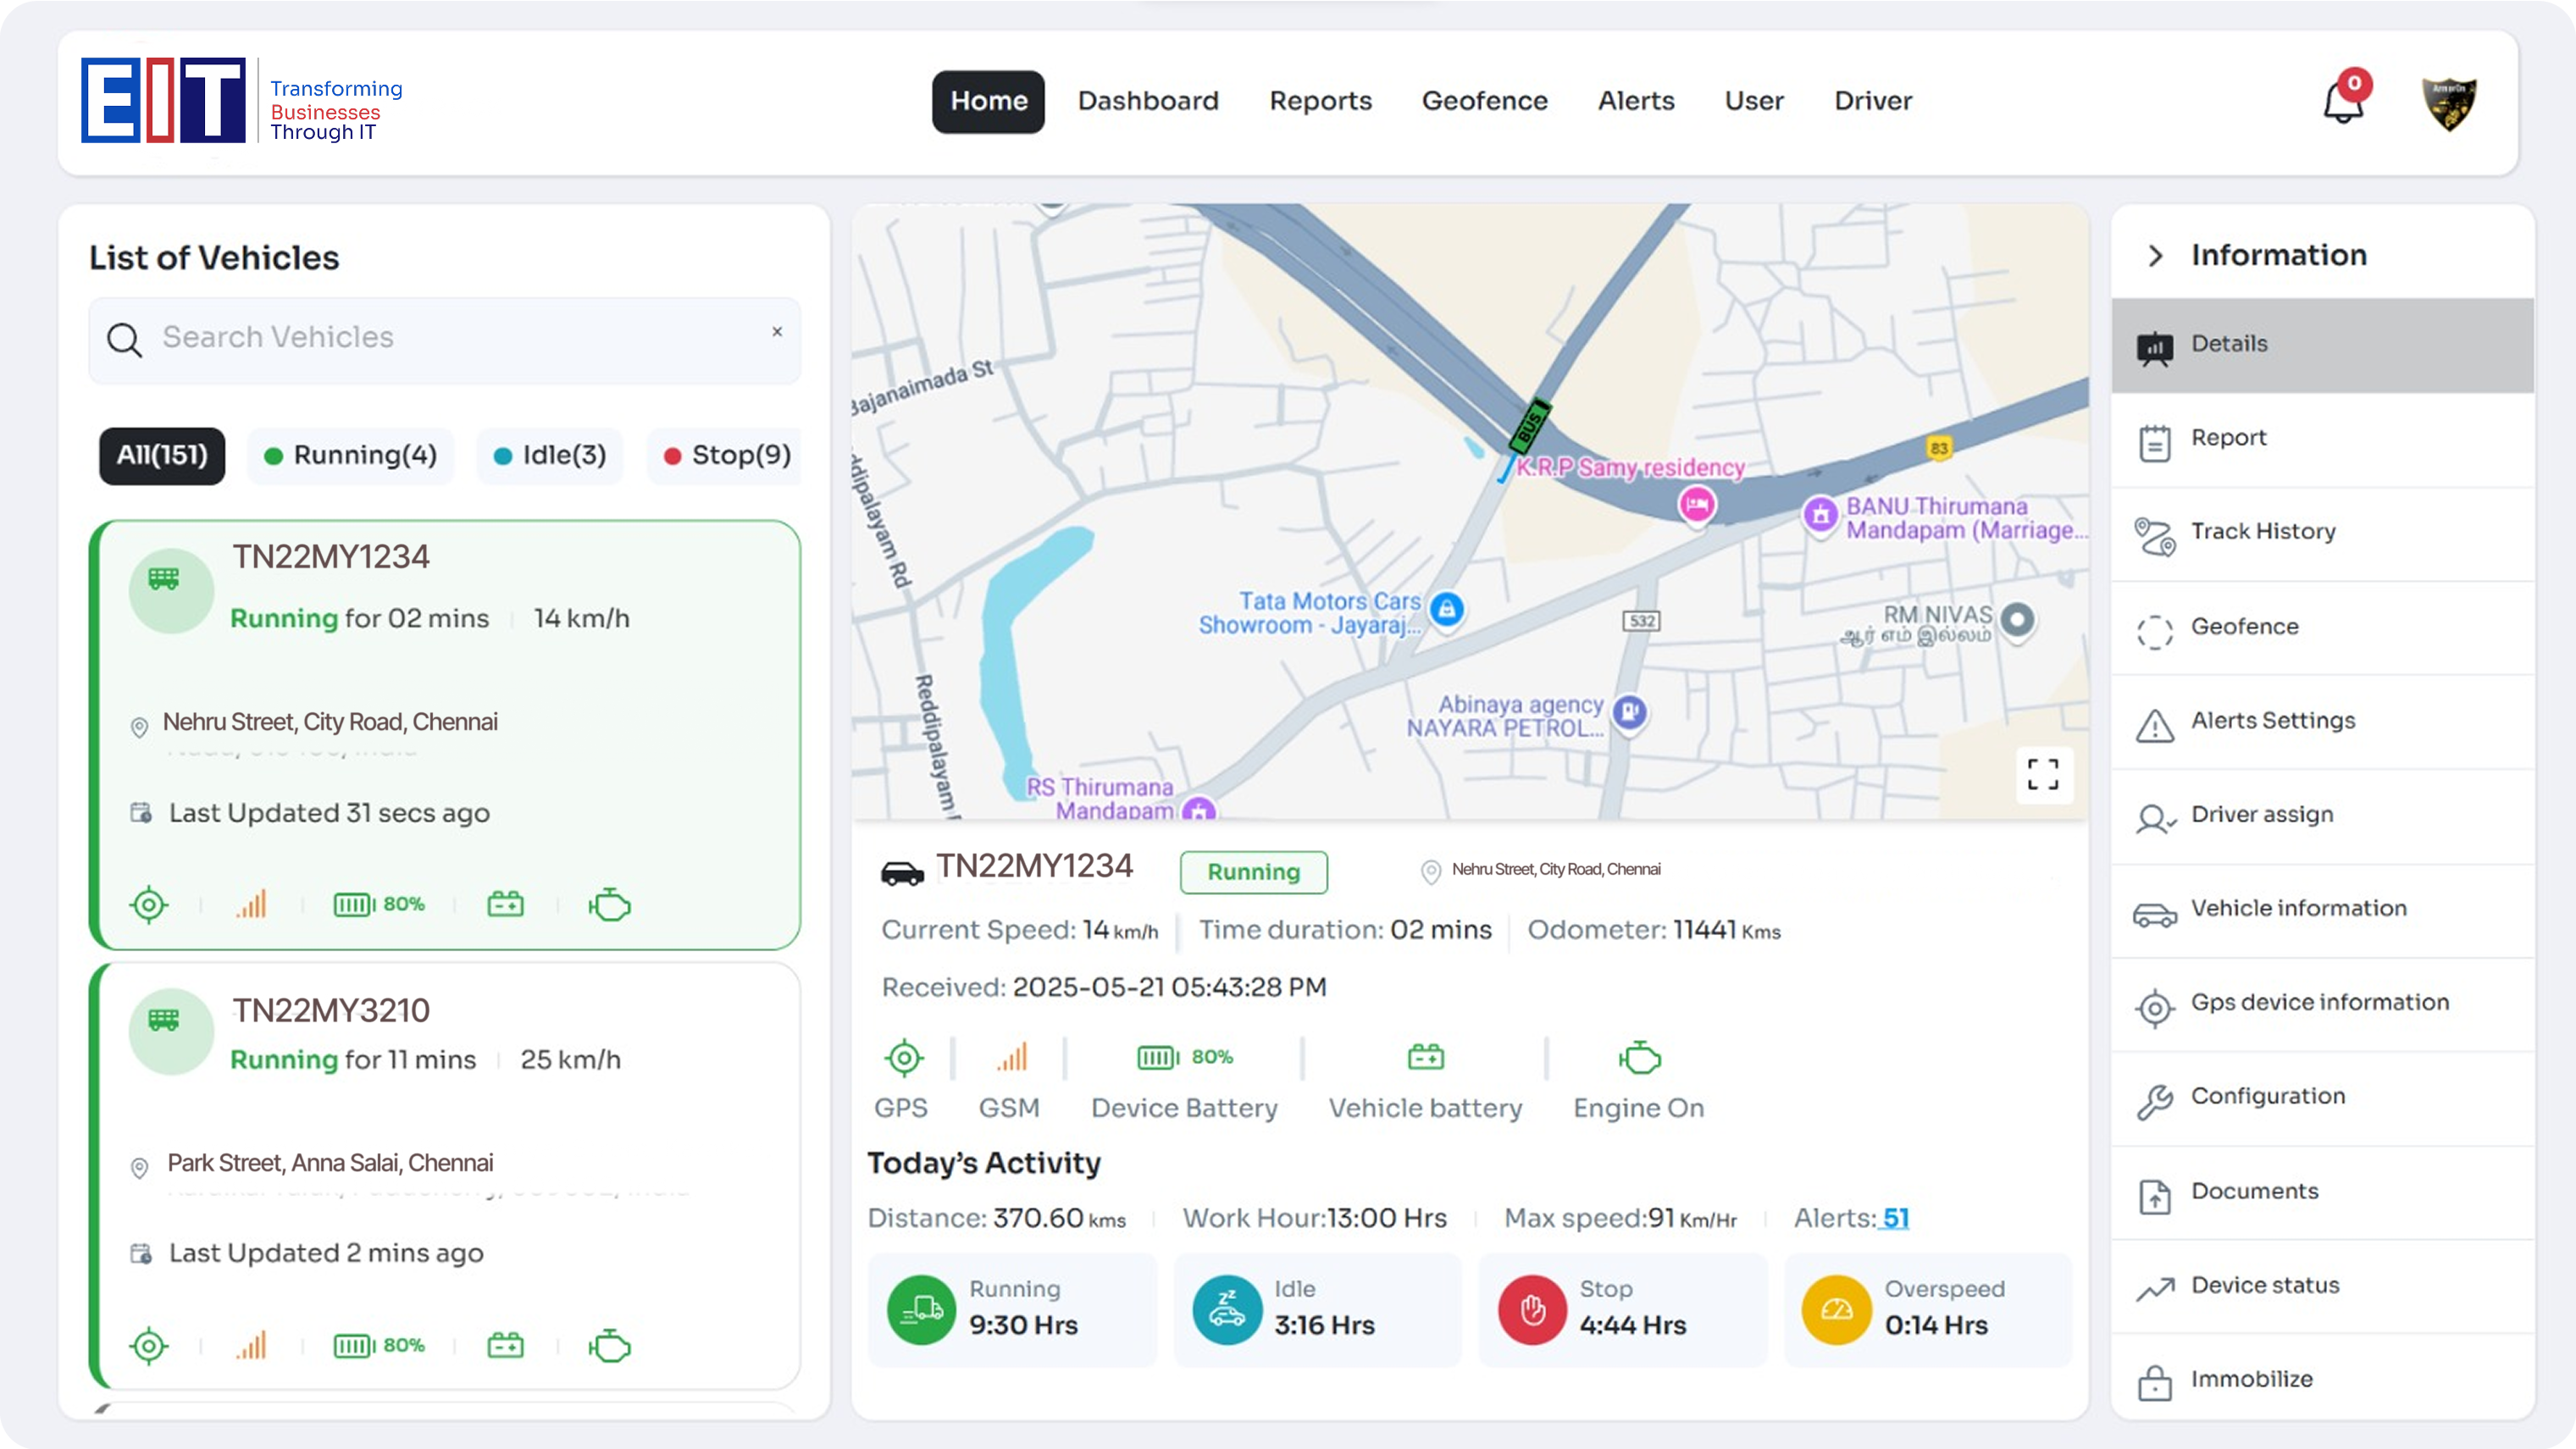 EIT
Transforming
Businesses
Through IT
Home
Dashboard
Reports
Geofence
Alerts
User
Driver
0
ArmorOn
List of Vehicles
Search Vehicles
×
All(151)
Running(4)
Idle(3)
Stop(9)
TN22MY1234
Running for 02 mins
14 km/h
Nehru Street, City Road, Chennai
Last Updated 31 secs ago
80%
TN22MY3210
Running for 11 mins
25 km/h
Park Street, Anna Salai, Chennai
Last Updated 2 mins ago
80%
Bajanaimada St
Reddipalayam
BUS
K.R.P Samy residency
83
BANU Thirumana
Mandapam (Marriage...
Tata Motors Cars
Showroom - Jayaraj...
532
RM NIVAS
ஆர் எம் இல்லம்
Abinaya agency
NAYARA PETROL...
RS Thirumana
Mandapam
TN22MY1234
Running
Nehru Street, City Road, Chennai
Current Speed: 14 km/h
Time duration: 02 mins
Odometer: 11441 Kms
Received: 2025-05-21 05:43:28 PM
80%
GPS
GSM
Device Battery
Vehicle battery
Engine On
Today's Activity
Distance: 370.60 kms
Work Hour:13:00 Hrs
Max speed:91 Km/Hr
Alerts: 51
Running
9:30 Hrs
Idle
3:16 Hrs
Stop
4:44 Hrs
Overspeed
0:14 Hrs
Information
Details
Report
Track History
Geofence
Alerts Settings
Driver assign
Vehicle information
Gps device information
Configuration
Documents
Device status
Immobilize